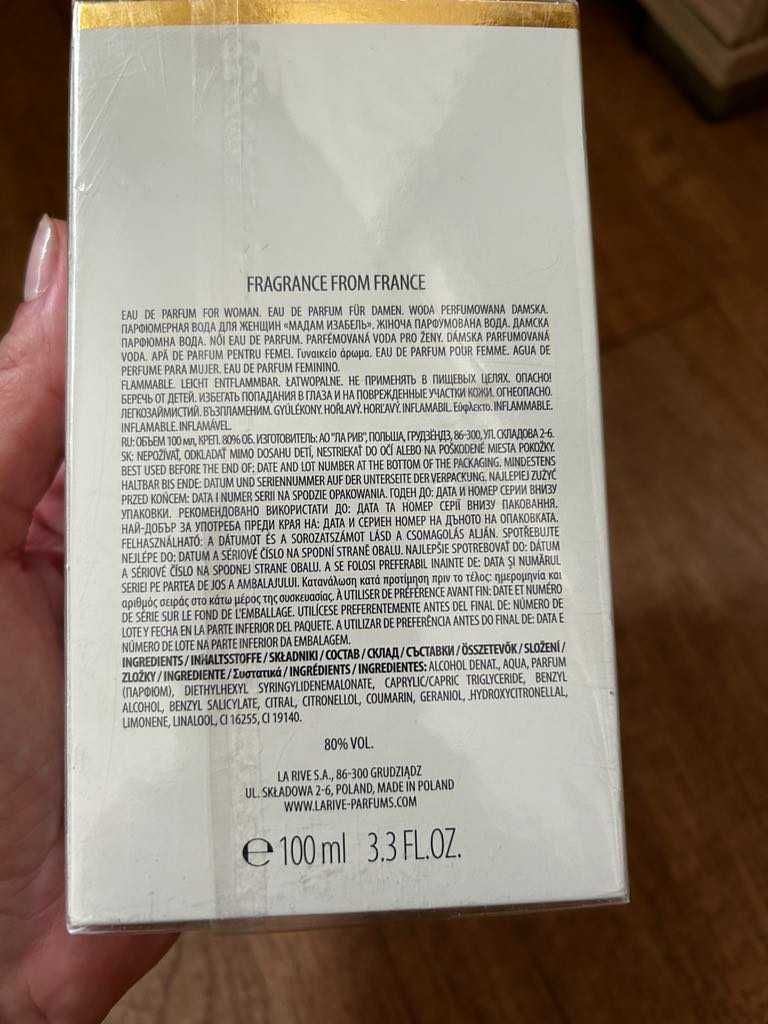 FRAGRANCE FROM FRANCE
EAU DE PARFUM FOR WOMAN. EAU DE PARFUM FÜR DAMEN. WODA PERFUMOWANA DAMSKA.
ПАРФЮМЕРНАЯ ВОДА ДЛЯ ЖЕНЩИН «МАДАМ ИЗАБЕЛЬ». ЖІНОЧА ПАРФУМОВАНА ВОДА. ДАМСКА
ПАРФЮМНА ВОДА. NŐI EAU DE PARFUM. PARFÉMOVANÁ VODA PRO ŽENY. DÁMSKA PARFUMOVANÁ
VODA. APĂ DE PARFUM PENTRU FEMEI. Γυναικείο άρωμα. EAU DE PARFUM POUR FEMME. AGUA DE
PERFUME PARA MUJER. EAU DE PARFUM FEMININO.
FLAMMABLE. LEICHT ENTFLAMMBAR. ŁATWOPALNE. НЕ ПРИМЕНЯТЬ В ПИЩЕВЫХ ЦЕЛЯХ. ОПАСНО!
БЕРЕЧЬ ОТ ДЕТЕЙ. ИЗБЕГАТЬ ПОПАДАНИЯ В ГЛАЗА И НА ПОВРЕЖДЕННЫЕ УЧАСТКИ КОЖИ. ОГНЕОПАСНО.
ЛЕГКОЗАЙМИСТИЙ. ВЪЗПЛАМЕНИМ. GYÚLÉKONY. HOŘLAVÝ. HORĽAVÝ. INFLAMABIL. Εύφλεκτο. INFLAMMABLE.
INFLAMABLE. INFLAMÁVEL.
RU: ОБЪЕМ 100 мл, КРЕП. 80% ОБ. ИЗГОТОВИТЕЛЬ: АО "ЛА РИВ", ПОЛЬША, ГРУДЗЁНДЗ, 86-300, УЛ. СКЛАДОВА 2-6.
SK: NEPOŽÍVAŤ, ODKLADAŤ MIMO DOSAHU DETÍ, NESTRIEKAŤ DO OČÍ ALEBO NA POŠKODENÉ MIESTA POKOŽKY.
BEST USED BEFORE THE END OF: DATE AND LOT NUMBER AT THE BOTTOM OF THE PACKAGING. MINDESTENS
HALTBAR BIS ENDE: DATUM UND SERIENNUMMER AUF DER UNTERSEITE DER VERPACKUNG. NAJLEPIEJ ZUŻYĆ
PRZED KOŃCEM: DATA I NUMER SERII NA SPODZIE OPAKOWANIA. ГОДЕН ДО: ДАТА И НОМЕР СЕРИИ ВНИЗУ
УПАКОВКИ. РЕКОМЕНДОВАНО ВИКОРИСТАТИ ДО: ДАТА ТА НОМЕР СЕРІЇ ВНИЗУ ПАКОВАННЯ.
НАЙ-ДОБЪР ЗА УПОТРЕБА ПРЕДИ КРАЯ НА: ДАТА И СЕРИЕН НОМЕР НА ДЪНОТО НА ОПАКОВКАТА.
FELHASZNÁLHATÓ: A DÁTUMOT ÉS A SOROZATSZÁMOT LÁSD A CSOMAGOLÁS ALJÁN. SPOTŘEBUJTE
NEJLÉPE DO: DATUM A SÉRIOVÉ ČÍSLO NA SPODNÍ STRANĚ OBALU. NAJLEPŠIE SPOTREBOVAŤ DO: DÁTUM
A SÉRIOVÉ ČÍSLO NA SPODNEJ STRANE OBALU. A SE FOLOSI PREFERABIL INAINTE DE: DATA ȘI NUMĂRUL
SERIEI PE PARTEA DE JOS A AMBALAJULUI. Κατανάλωση κατά προτίμηση πριν το τέλος: ημερομηνία και
αριθμός σειράς στο κάτω μέρος της συσκευασίας. À UTILISER DE PRÉFÉRENCE AVANT FIN: DATE ET NUMÉRO
DE SÉRIE SUR LE FOND DE L'EMBALLAGE. UTILÍCESE PREFERENTEMENTE ANTES DEL FINAL DE: NÚMERO DE
LOTE Y FECHA EN LA PARTE INFERIOR DEL PAQUETE. A UTILIZAR DE PREFERÊNCIA ANTES DO FINAL DE: DATA E
NÚMERO DE LOTE NA PARTE INFERIOR DA EMBALAGEM.
INGREDIENTS / INHALTSSTOFFE / SKŁADNIKI / СОСТАВ / СКЛАД / СЪСТАВКИ / ÖSSZETEVŐK / SLOŽENÍ /
ZLOŽKY / INGREDIENTE / Συστατικά / INGRÉDIENTS / INGREDIENTES: ALCOHOL DENAT., AQUA, PARFUM
(ПАРФЮМ), DIETHYLHEXYL SYRINGYLIDENEMALONATE, CAPRYLIC/CAPRIC TRIGLYCERIDE, BENZYL
ALCOHOL, BENZYL SALICYLATE, CITRAL, CITRONELLOL, COUMARIN, GERANIOL, HYDROXYCITRONELLAL,
LIMONENE, LINALOOL, CI 16255, CI 19140.
80% VOL.
LA RIVE S.A., 86-300 GRUDZIĄDZ
UL. SKŁADOWA 2-6, POLAND, MADE IN POLAND
WWW.LARIVE-PARFUMS.COM
℮ 100 ml 3.3 FL.OZ.